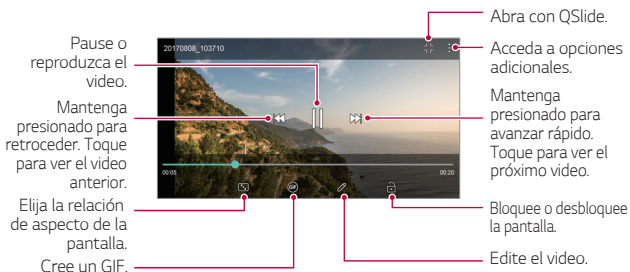 Abra con QSlide.
Pause o
reproduzca el
video.
20170808_103710
Acceda a opciones
adicionales.
Mantenga
presionado para
retroceder. Toque
para ver el video
anterior.
Mantenga
presionado para
avanzar rápido.
Toque para ver el
próximo video.
00:05
00:20
GIF
Elija la relación
de aspecto de la
pantalla.
Bloquee o desbloquee
la pantalla.
Cree un GIF.
Edite el video.